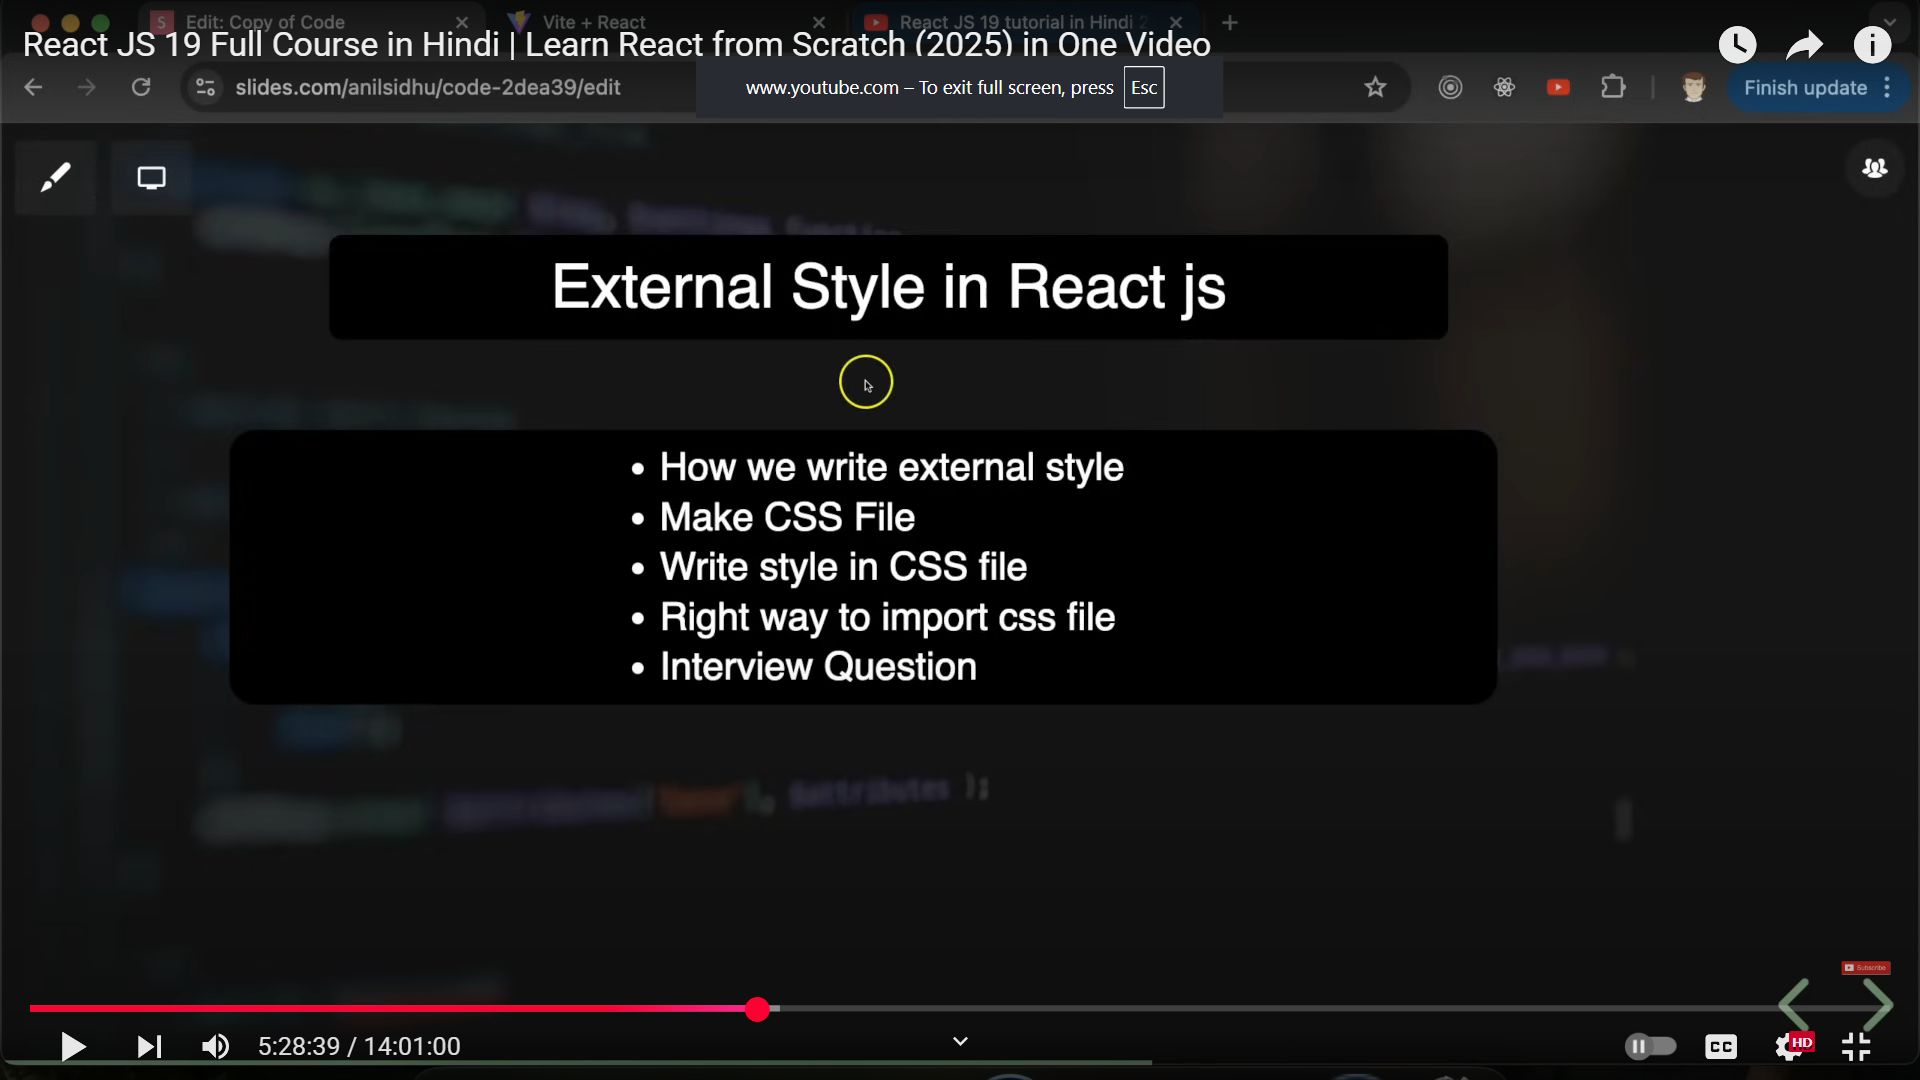 Edit: Copy of Code
Vite + React
React JS 19 tutorial in Hindi 2
React JS 19 Full Course in Hindi | Learn React from Scratch (2025) in One Video
slides.com/anilsidhu/code-2dea39/edit
www.youtube.com – To exit full screen, press Esc
Finish update
External Style in React js
• How we write external style
• Make CSS File
• Write style in CSS file
• Right way to import css file
• Interview Question
Subscribe
5:28:39 / 14:01:00
CC
HD